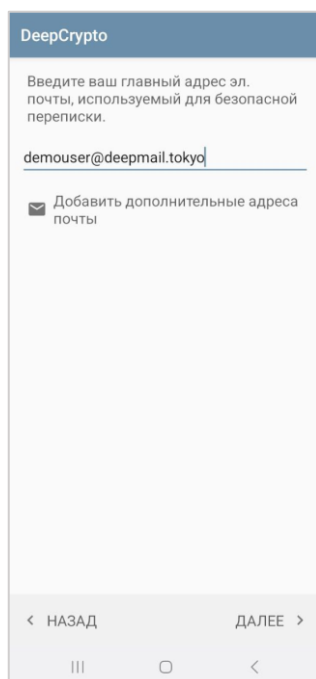 DeepCrypto
Введите ваш главный адрес эл.
почты, используемый для безопасной
переписки.
demouser@deepmail.tokyo
Добавить дополнительные адреса
почты
НАЗАД
ДАЛЕЕ